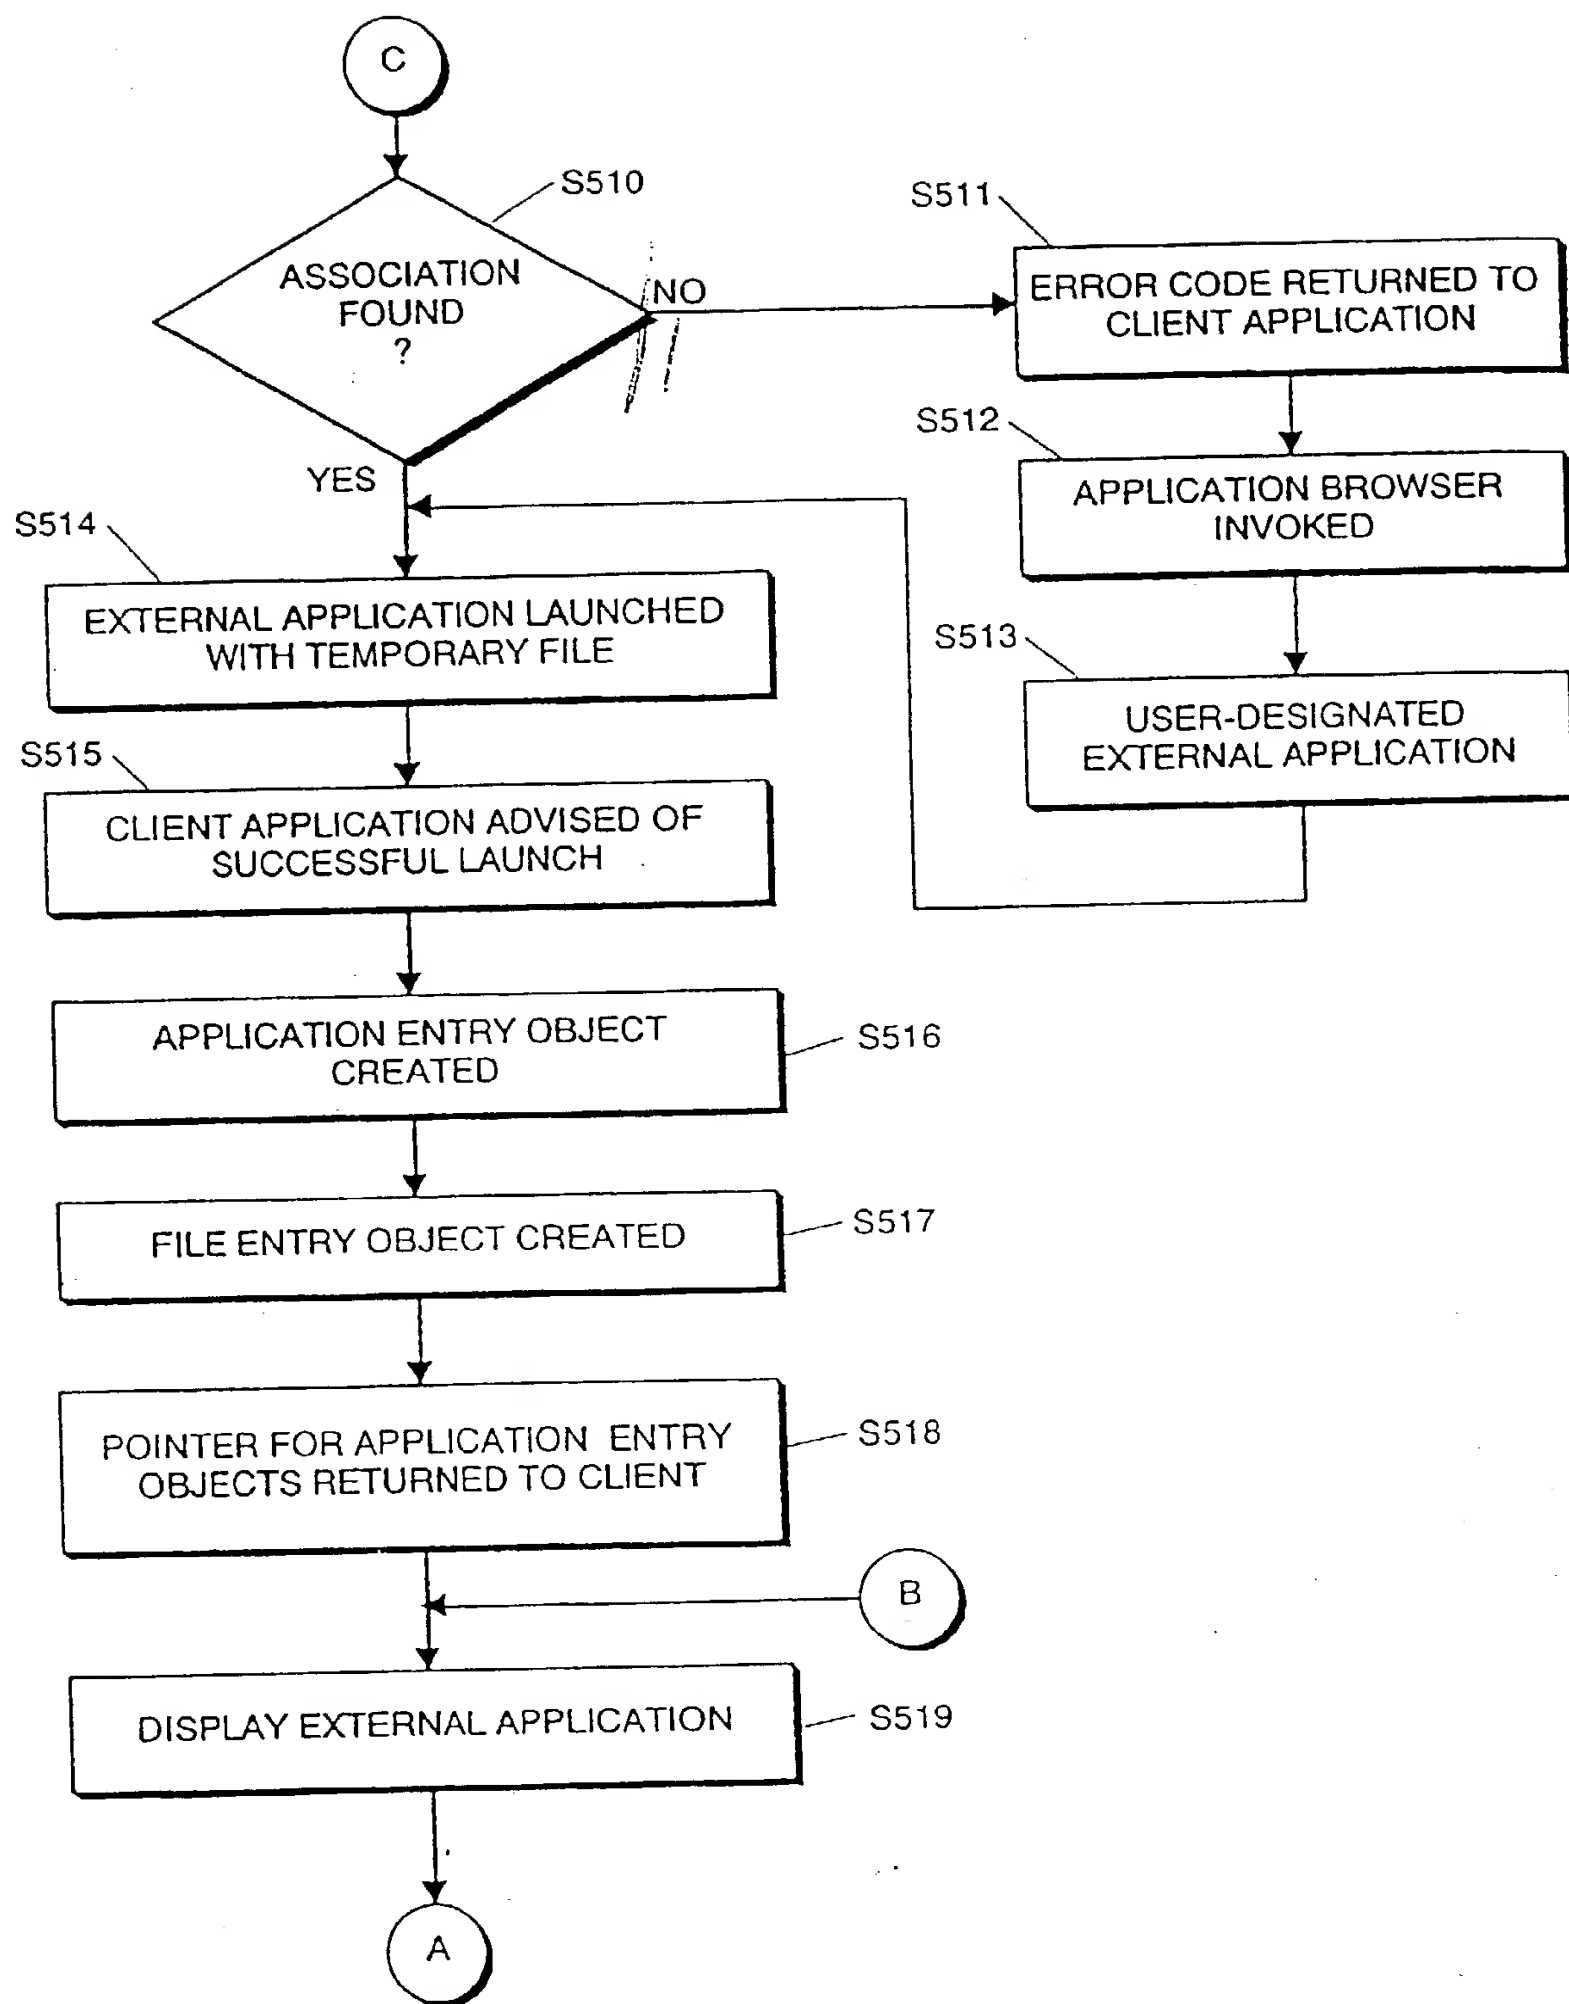 C
S510
ASSOCIATION
FOUND
?
NO
YES
S511
ERROR CODE RETURNED TO
CLIENT APPLICATION
S512
APPLICATION BROWSER
INVOKED
S513
USER-DESIGNATED
EXTERNAL APPLICATION
S514
EXTERNAL APPLICATION LAUNCHED
WITH TEMPORARY FILE
S515
CLIENT APPLICATION ADVISED OF
SUCCESSFUL LAUNCH
APPLICATION ENTRY OBJECT
CREATED
S516
FILE ENTRY OBJECT CREATED
S517
POINTER FOR APPLICATION ENTRY
OBJECTS RETURNED TO CLIENT
S518
B
DISPLAY EXTERNAL APPLICATION
S519
A